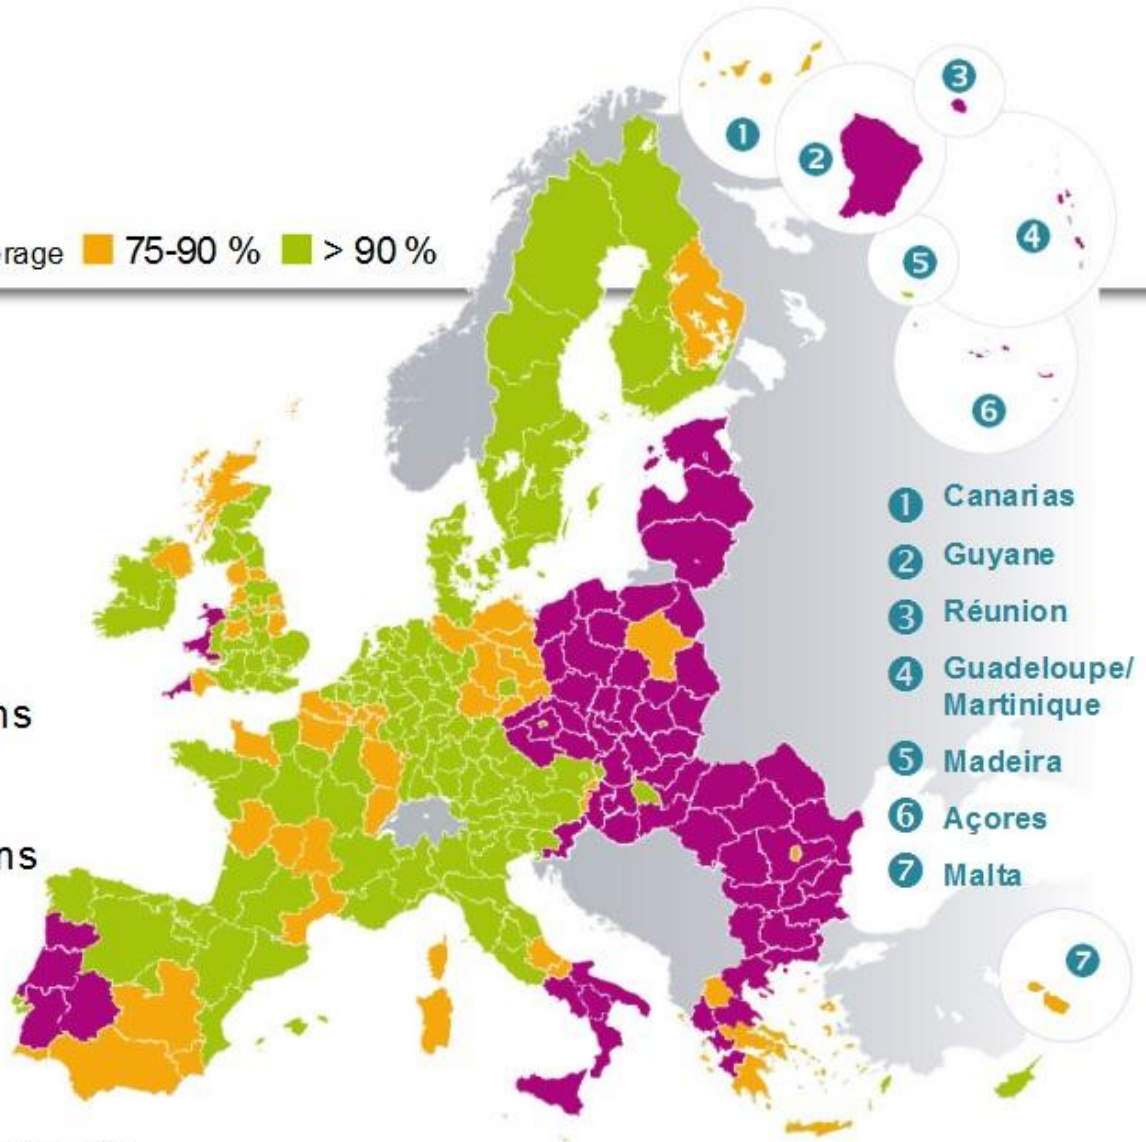 75-90 % > 90 %
ns
ns
1
2
3
4
5
6
1 Canarias
2 Guyane
3 Réunion
4 Guadeloupe/
Martinique
5 Madeira
6 Açores
7 Malta
7